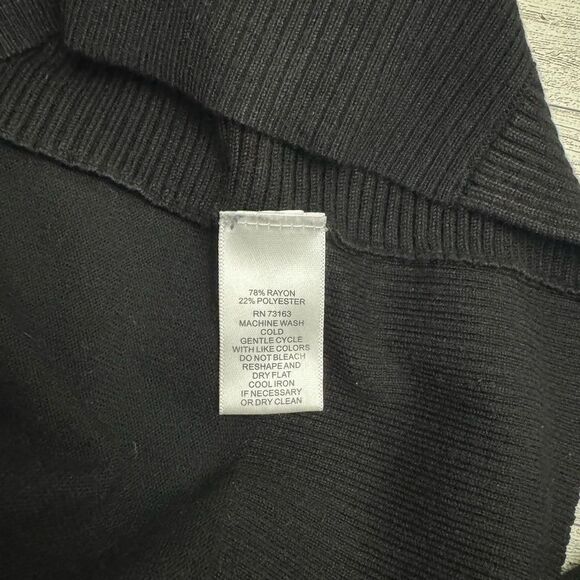 78% RAYON
22% POLYESTER
RN 73163
MACHINE WASH
COLD
GENTLE CYCLE
WITH LIKE COLORS
DO NOT BLEACH
RESHAPE AND
DRY FLAT
COOL IRON
IF NECESSARY
OR DRY CLEAN